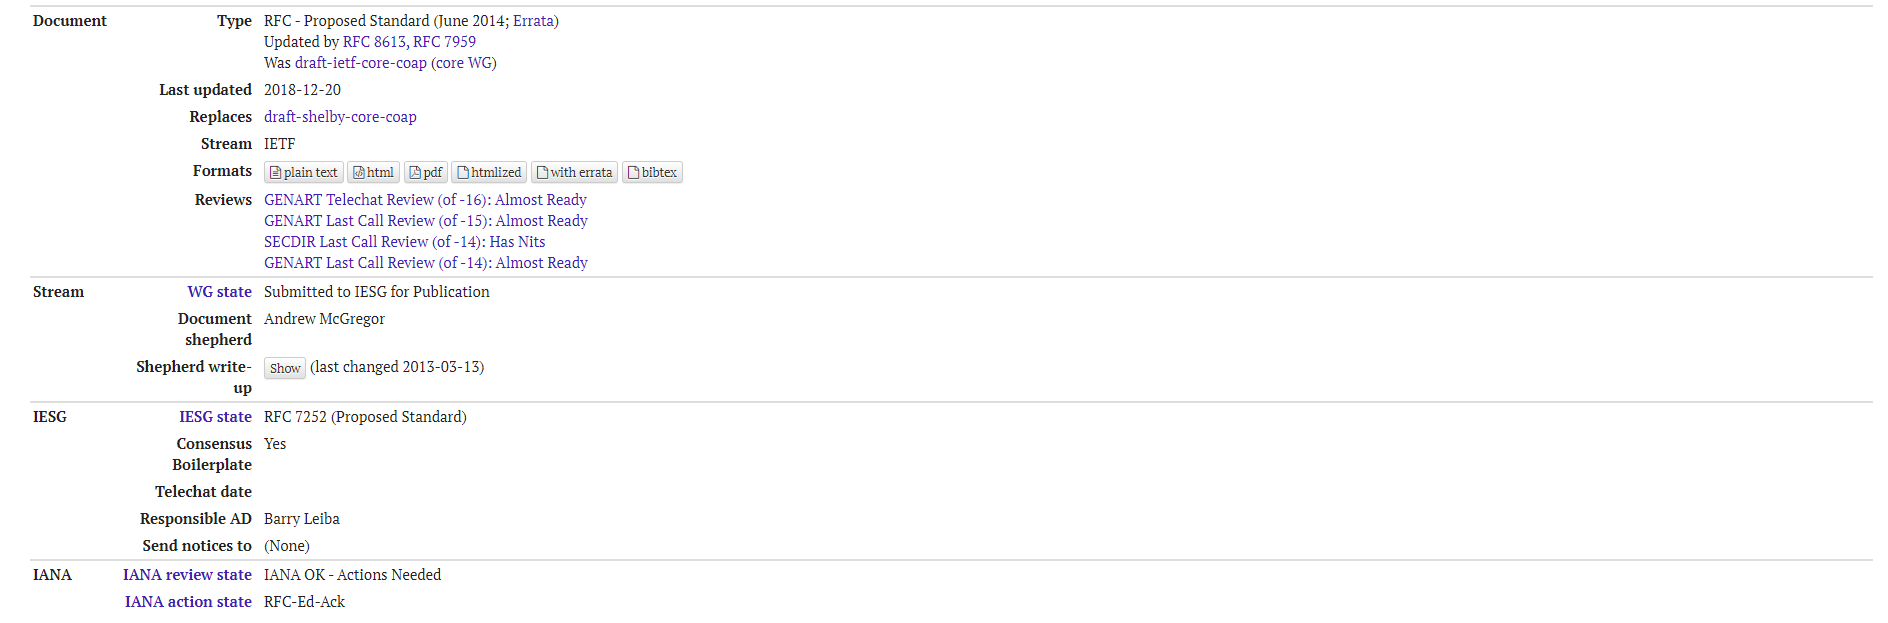 Document Type RFC - Proposed Standard (June 2014; Errata)
Updated by RFC 8613, RFC 7959
Was draft-ietf-core-coap (core WG)
Last updated 2018-12-20
Replaces draft-shelby-core-coap
Stream IETF
Formats plain text html pdf htmlized with errata bibtex
Reviews GENART Telechat Review (of -16): Almost Ready
GENART Last Call Review (of -15): Almost Ready
SECDIR Last Call Review (of -14): Has Nits
GENART Last Call Review (of -14): Almost Ready
Stream WG state Submitted to IESG for Publication
Document Andrew McGregor
shepherd
Shepherd write- Show (last changed 2013-03-13)
up
IESG IESG state RFC 7252 (Proposed Standard)
Consensus Yes
Boilerplate
Telechat date
Responsible AD Barry Leiba
Send notices to (None)
IANA IANA review state IANA OK - Actions Needed
IANA action state RFC-Ed-Ack